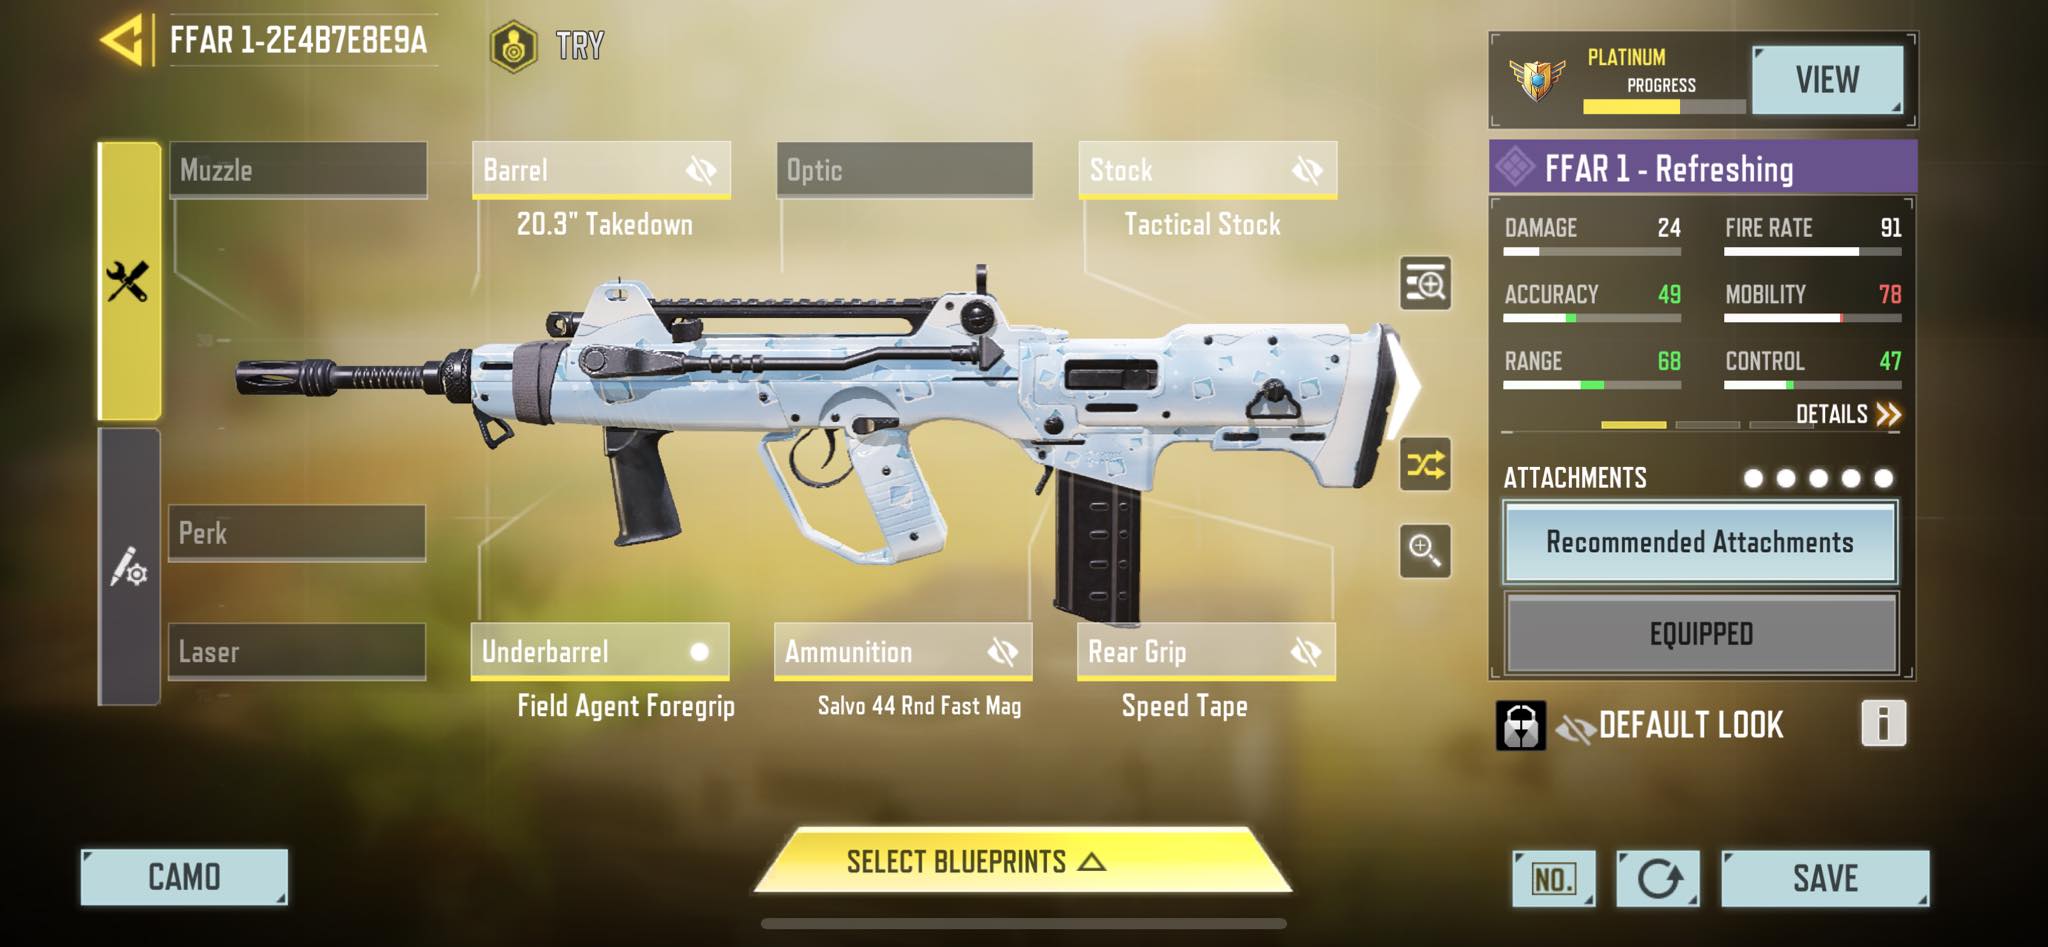 FFAR 1-2E4B7E8E9A
TRY
PLATINUM
PROGRESS
VIEW
Muzzle
Barrel
20.3" Takedown
Optic
Stock
Tactical Stock
FFAR 1 - Refreshing
DAMAGE 24
FIRE RATE 91
ACCURACY 49
MOBILITY 78
RANGE 68
CONTROL 47
DETAILS
ATTACHMENTS
Recommended Attachments
EQUIPPED
Perk
Laser
Underbarrel
Field Agent Foregrip
Ammunition
Salvo 44 Rnd Fast Mag
Rear Grip
Speed Tape
DEFAULT LOOK
i
CAMO
SELECT BLUEPRINTS
NO.
SAVE